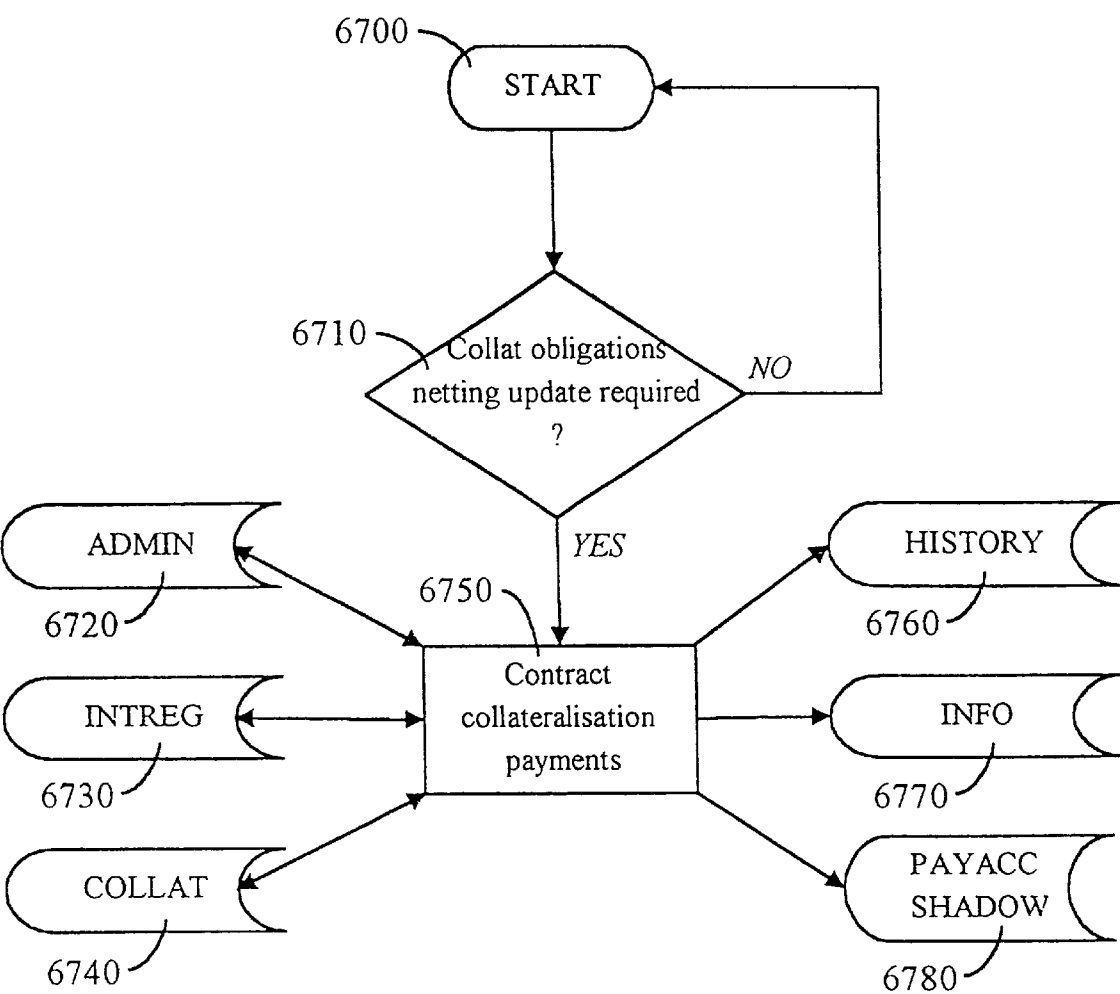 6700
START
6710
Collat obligations
netting update required
?
NO
YES
ADMIN
6720
HISTORY
6760
6750
Contract
collateralisation
payments
INTREG
6730
INFO
6770
COLLAT
6740
PAYACC
SHADOW
6780